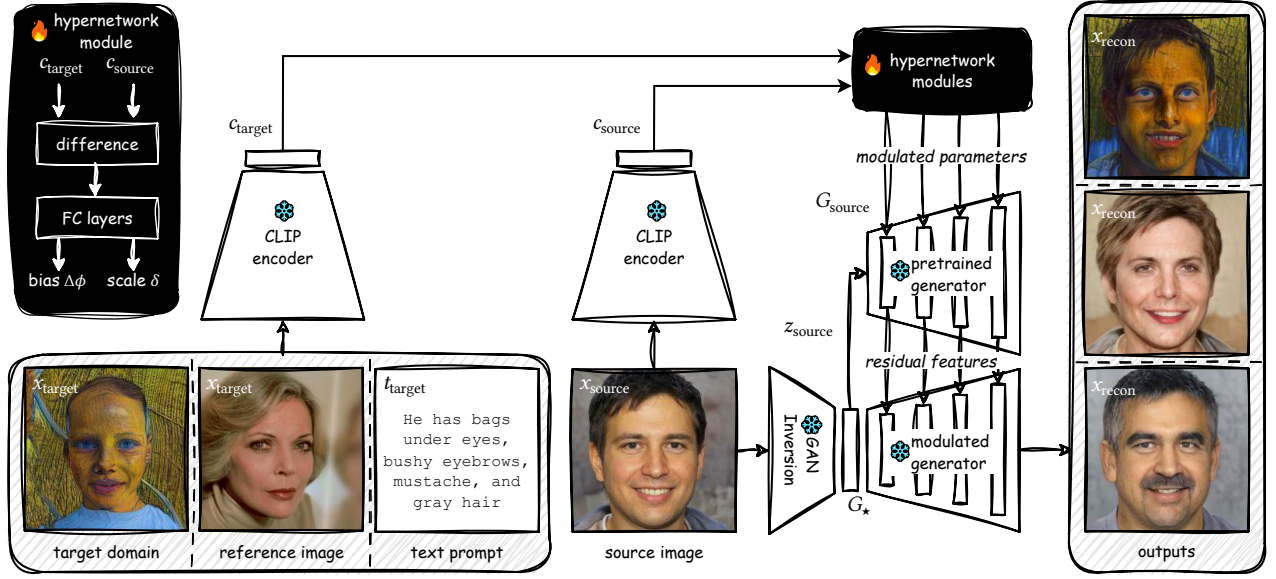 hypernetwork
module
c_target
c_source
difference
FC layers
bias Δϕ
scale δ
c_target
CLIP
encoder
c_source
CLIP
encoder
hypernetwork
modules
modulated parameters
G_source
pretrained
generator
z_source
residual features
GAN
Inversion
G⋆
modulated
generator
x_target
target domain
x_target
reference image
t_target
He has bags
under eyes,
bushy eyebrows,
mustache, and
gray hair
text prompt
x_source
source image
x_recon
x_recon
x_recon
outputs